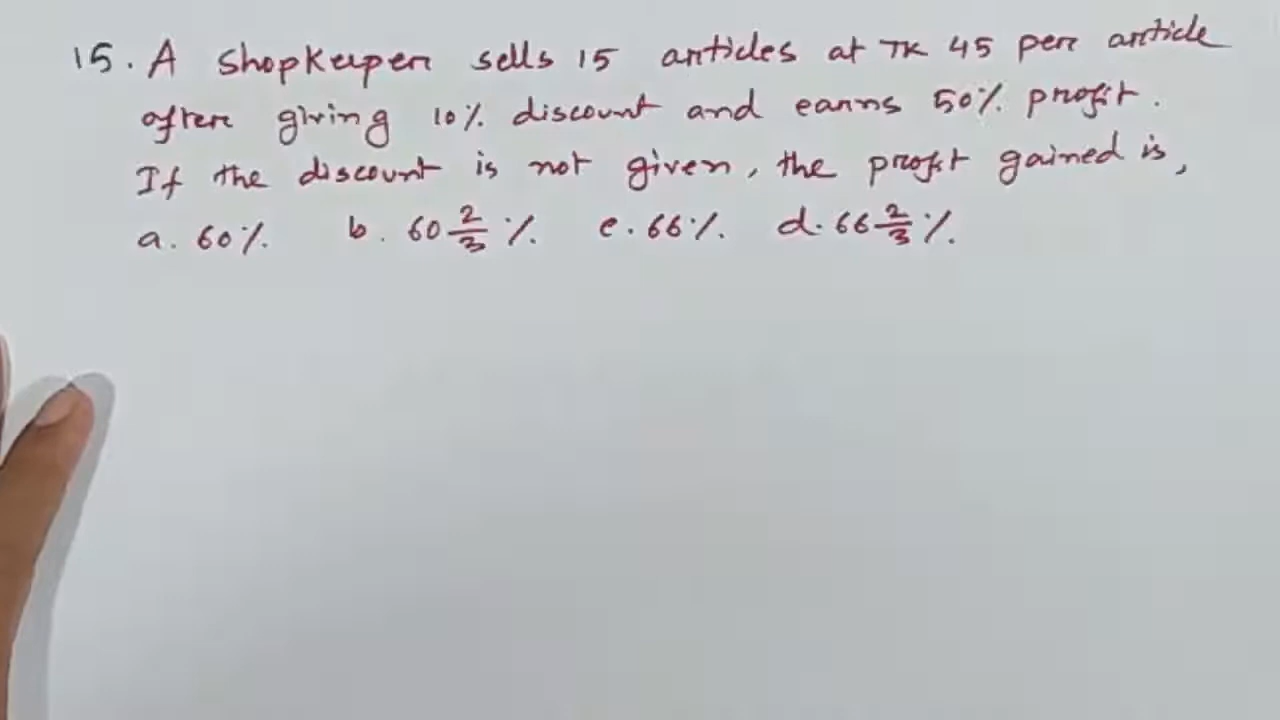 15. A shopkeeper sells 15 articles at TK 45 per article
after giving 10% discount and earns 50% profit.
If the discount is not given, the profit gained is,
a. 60%. b. 60 2/3 %. c. 66%. d. 66 2/3 %.